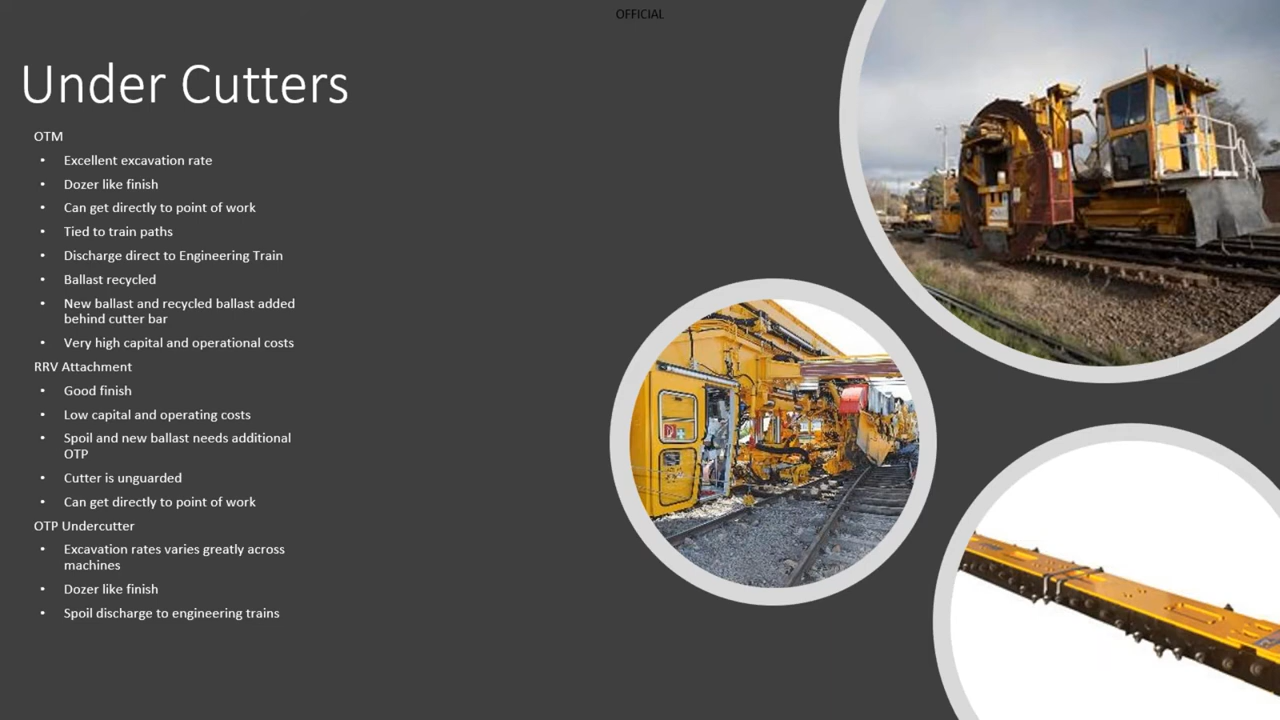 OFFICIAL
Under Cutters
OTM
• Excellent excavation rate
• Dozer like finish
• Can get directly to point of work
• Tied to train paths
• Discharge direct to Engineering Train
• Ballast recycled
• New ballast and recycled ballast added
behind cutter bar
• Very high capital and operational costs
RRV Attachment
• Good finish
• Low capital and operating costs
• Spoil and new ballast needs additional
OTP
• Cutter is unguarded
• Can get directly to point of work
OTP Undercutter
• Excavation rates varies greatly across
machines
• Dozer like finish
• Spoil discharge to engineering trains